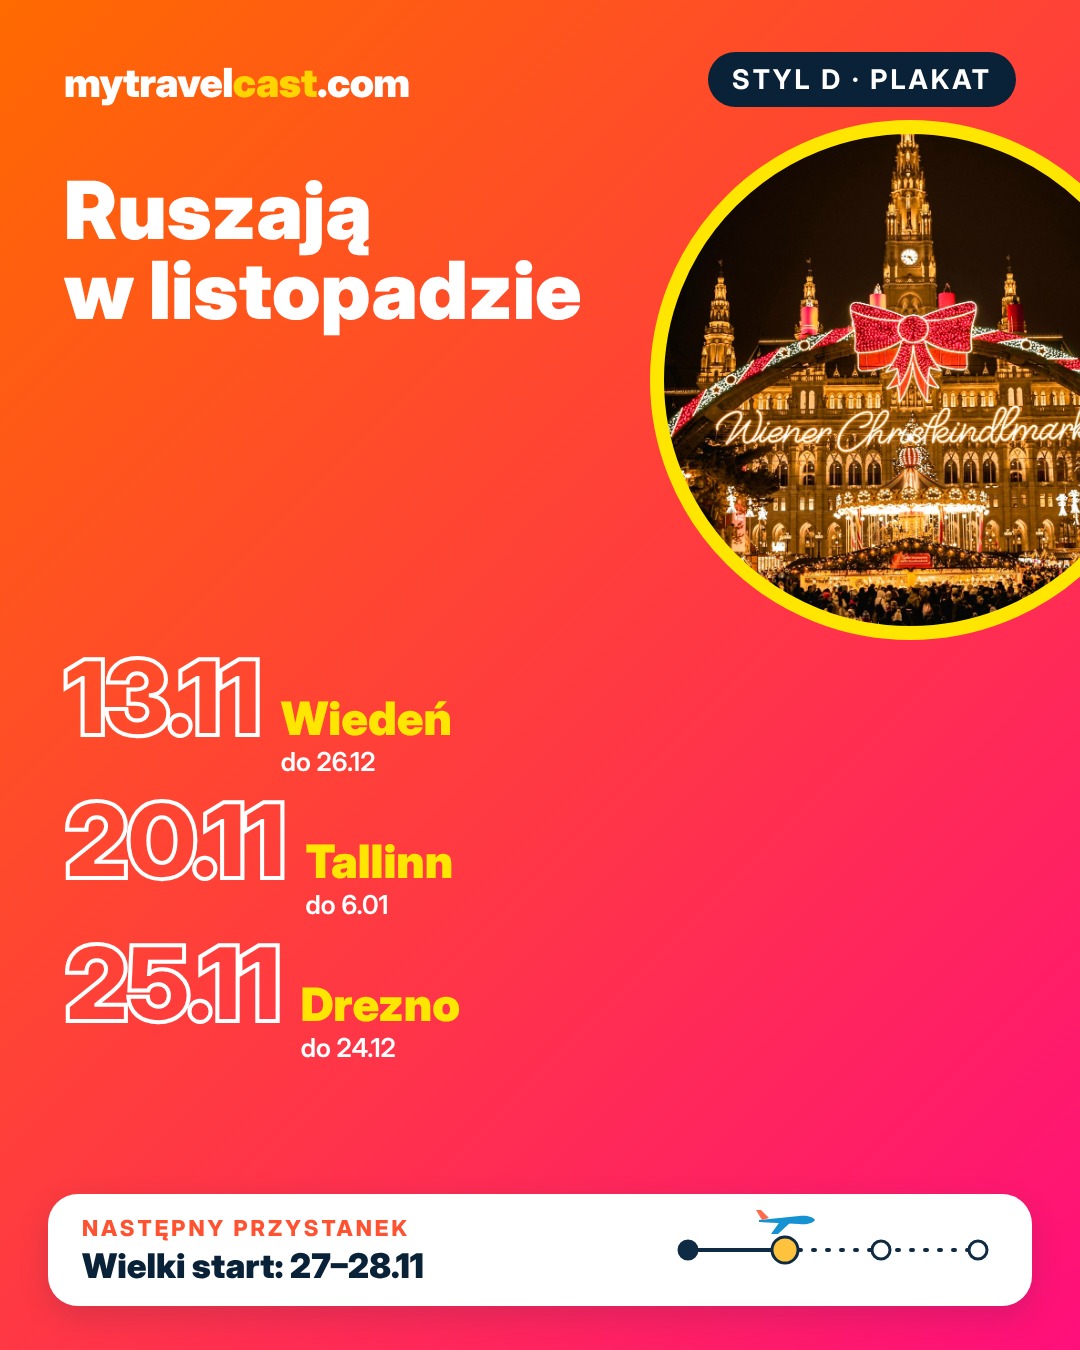 mytravelcast.com
STYL D · PLAKAT
Ruszają
w listopadzie
Wiener Christkindlmark
13.11 Wiedeń
do 26.12
20.11 Tallinn
do 6.01
25.11 Drezno
do 24.12
NASTĘPNY PRZYSTANEK
Wielki start: 27–28.11